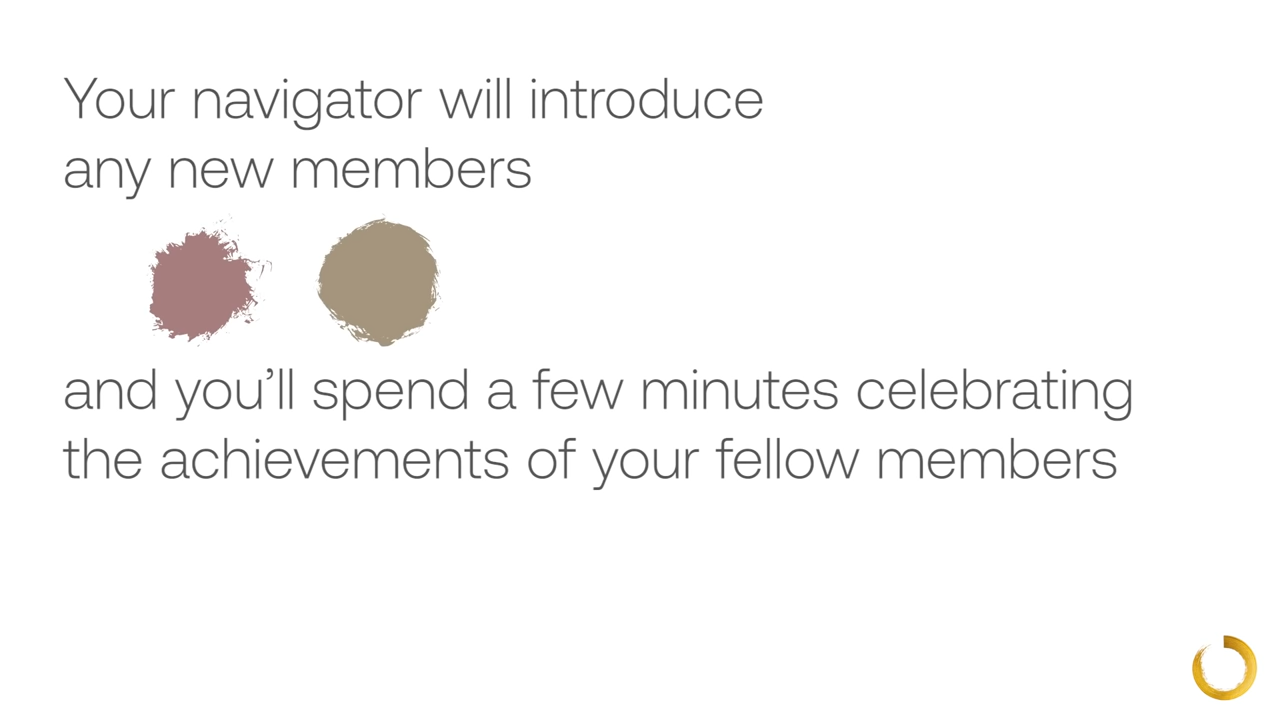 Your navigator will introduce
any new members
and you’ll spend a few minutes celebrating
the achievements of your fellow members